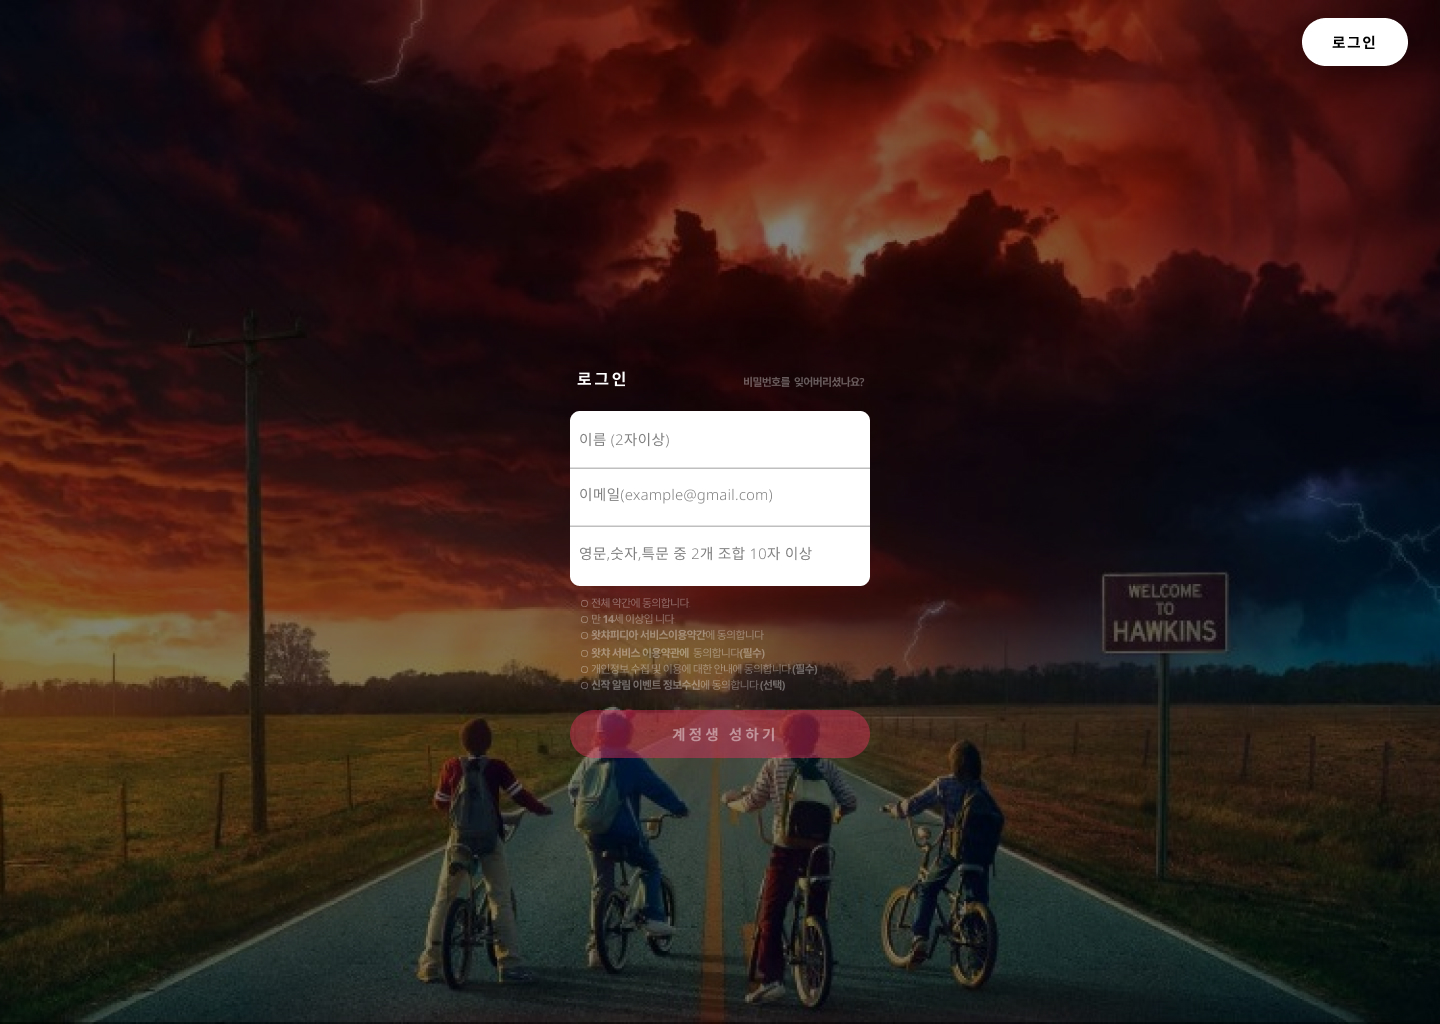 로그인
로그인
비밀번호를 잊어버리셨나요?
이름 (2자이상)
이메일(example@gmail.com)
영문,숫자,특문 중 2개 조합 10자 이상
전체 약간에 동의합니다
만 14세 이상입 니다
왓챠피디아 서비스이용약간에 동의합니다
왓챠 서비스 이용약관에 동의합니다(필수)
개인정보 수집 및 이용에 대한 안내에 동의합니다(필수)
신작 알림 이벤트 정보수신에 동의합니다(선택)
계정생 성하기
WELCOME
TO
HAWKINS